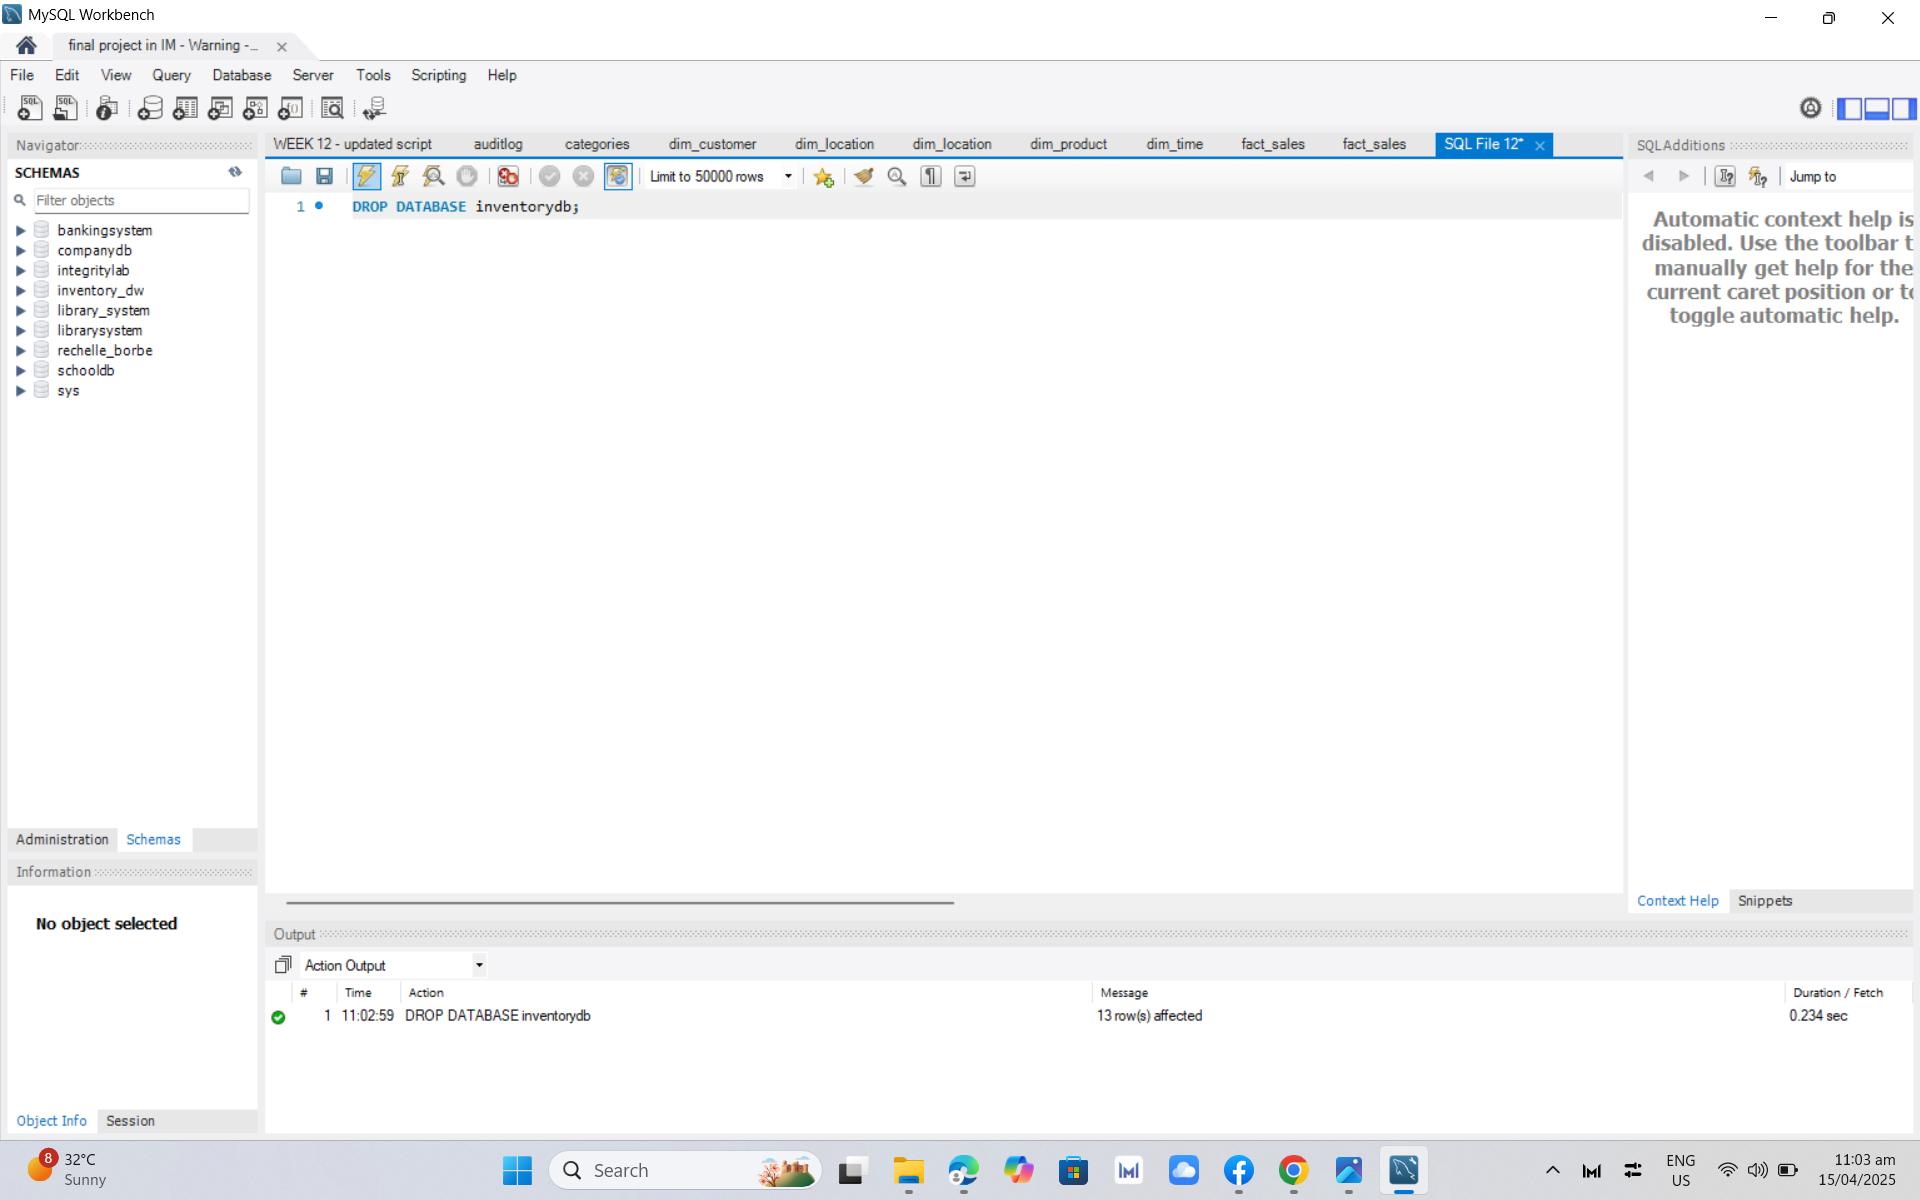 MySQL Workbench
final project in IM - Warning -...
File Edit View Query Database Server Tools Scripting Help
Navigator
SCHEMAS
Filter objects
bankingsystem
companydb
integritylab
inventory_dw
library_system
librarysystem
rechelle_borbe
schooldb
sys
Administration Schemas
Information
No object selected
Object Info Session
WEEK 12 - updated script auditlog categories dim_customer dim_location dim_location dim_product dim_time fact_sales fact_sales SQL File 12*
Limit to 50000 rows
1 DROP DATABASE inventorydb;
SQLAdditions
Jump to
Automatic context help is
disabled. Use the toolbar t
manually get help for the
current caret position or to
toggle automatic help.
Context Help Snippets
Output
Action Output
# Time Action Message Duration / Fetch
1 11:02:59 DROP DATABASE inventorydb 13 row(s) affected 0.234 sec
8
32°C
Sunny
Search
ENG
US
11:03 am
15/04/2025